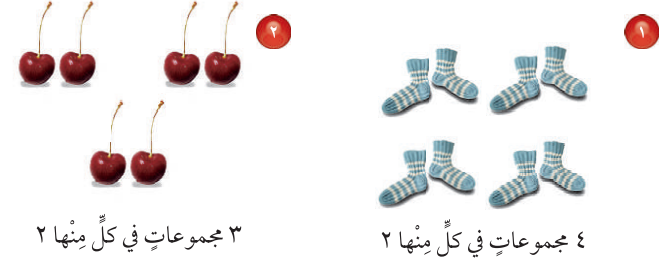 ١
٤ مجموعاتٍ في كلٍّ مِنْها ٢
٢
٣ مجموعاتٍ في كلٍّ مِنْها ٢